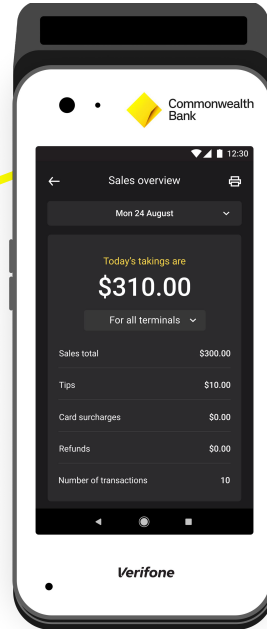 Commonwealth
Bank
12:30
Sales overview
Mon 24 August
Today's takings are
$310.00
For all terminals
Sales total $300.00
Tips $10.00
Card surcharges $0.00
Refunds $0.00
Number of transactions 10
Verifone